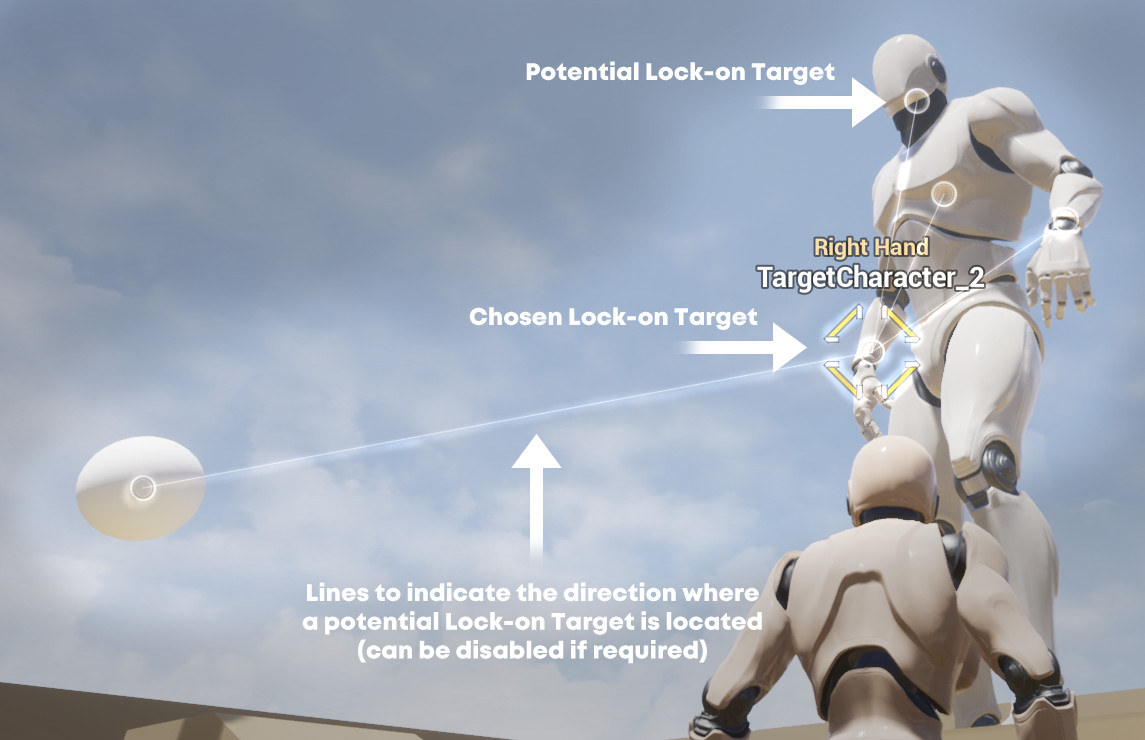 Potential Lock-on Target
Right Hand
TargetCharacter_2
Chosen Lock-on Target
Lines to indicate the direction where
a potential Lock-on Target is located
(can be disabled if required)